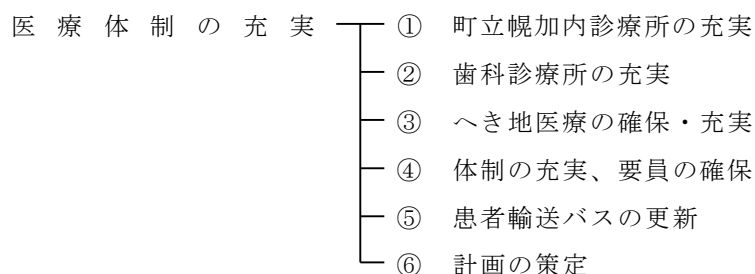 医療体制の充実 ① 町立幌加内診療所の充実
② 歯科診療所の充実
③ へき地医療の確保・充実
④ 体制の充実、要員の確保
⑤ 患者輸送バスの更新
⑥ 計画の策定